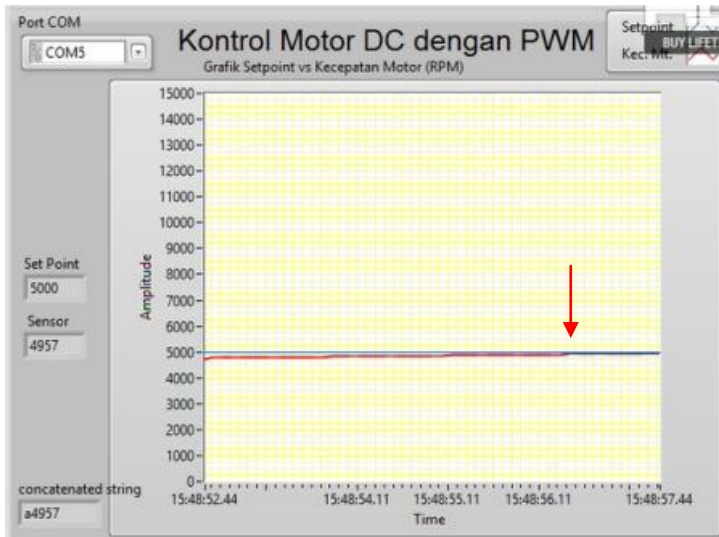 Port COM
COM5
Kontrol Motor DC dengan PWM
Grafik Setpoint vs Kecepatan Motor (RPM)
Setpoint
Kec. Mt.
BUY
15000
14000
13000
12000
11000
10000
9000
8000
7000
6000
5000
4000
3000
2000
1000
0
Amplitude
Set Point
5000
Sensor
4957
concatenated string
a4957
15:48:52.44 15:48:54.11 15:48:55.11 15:48:56.11 15:48:57.44
Time